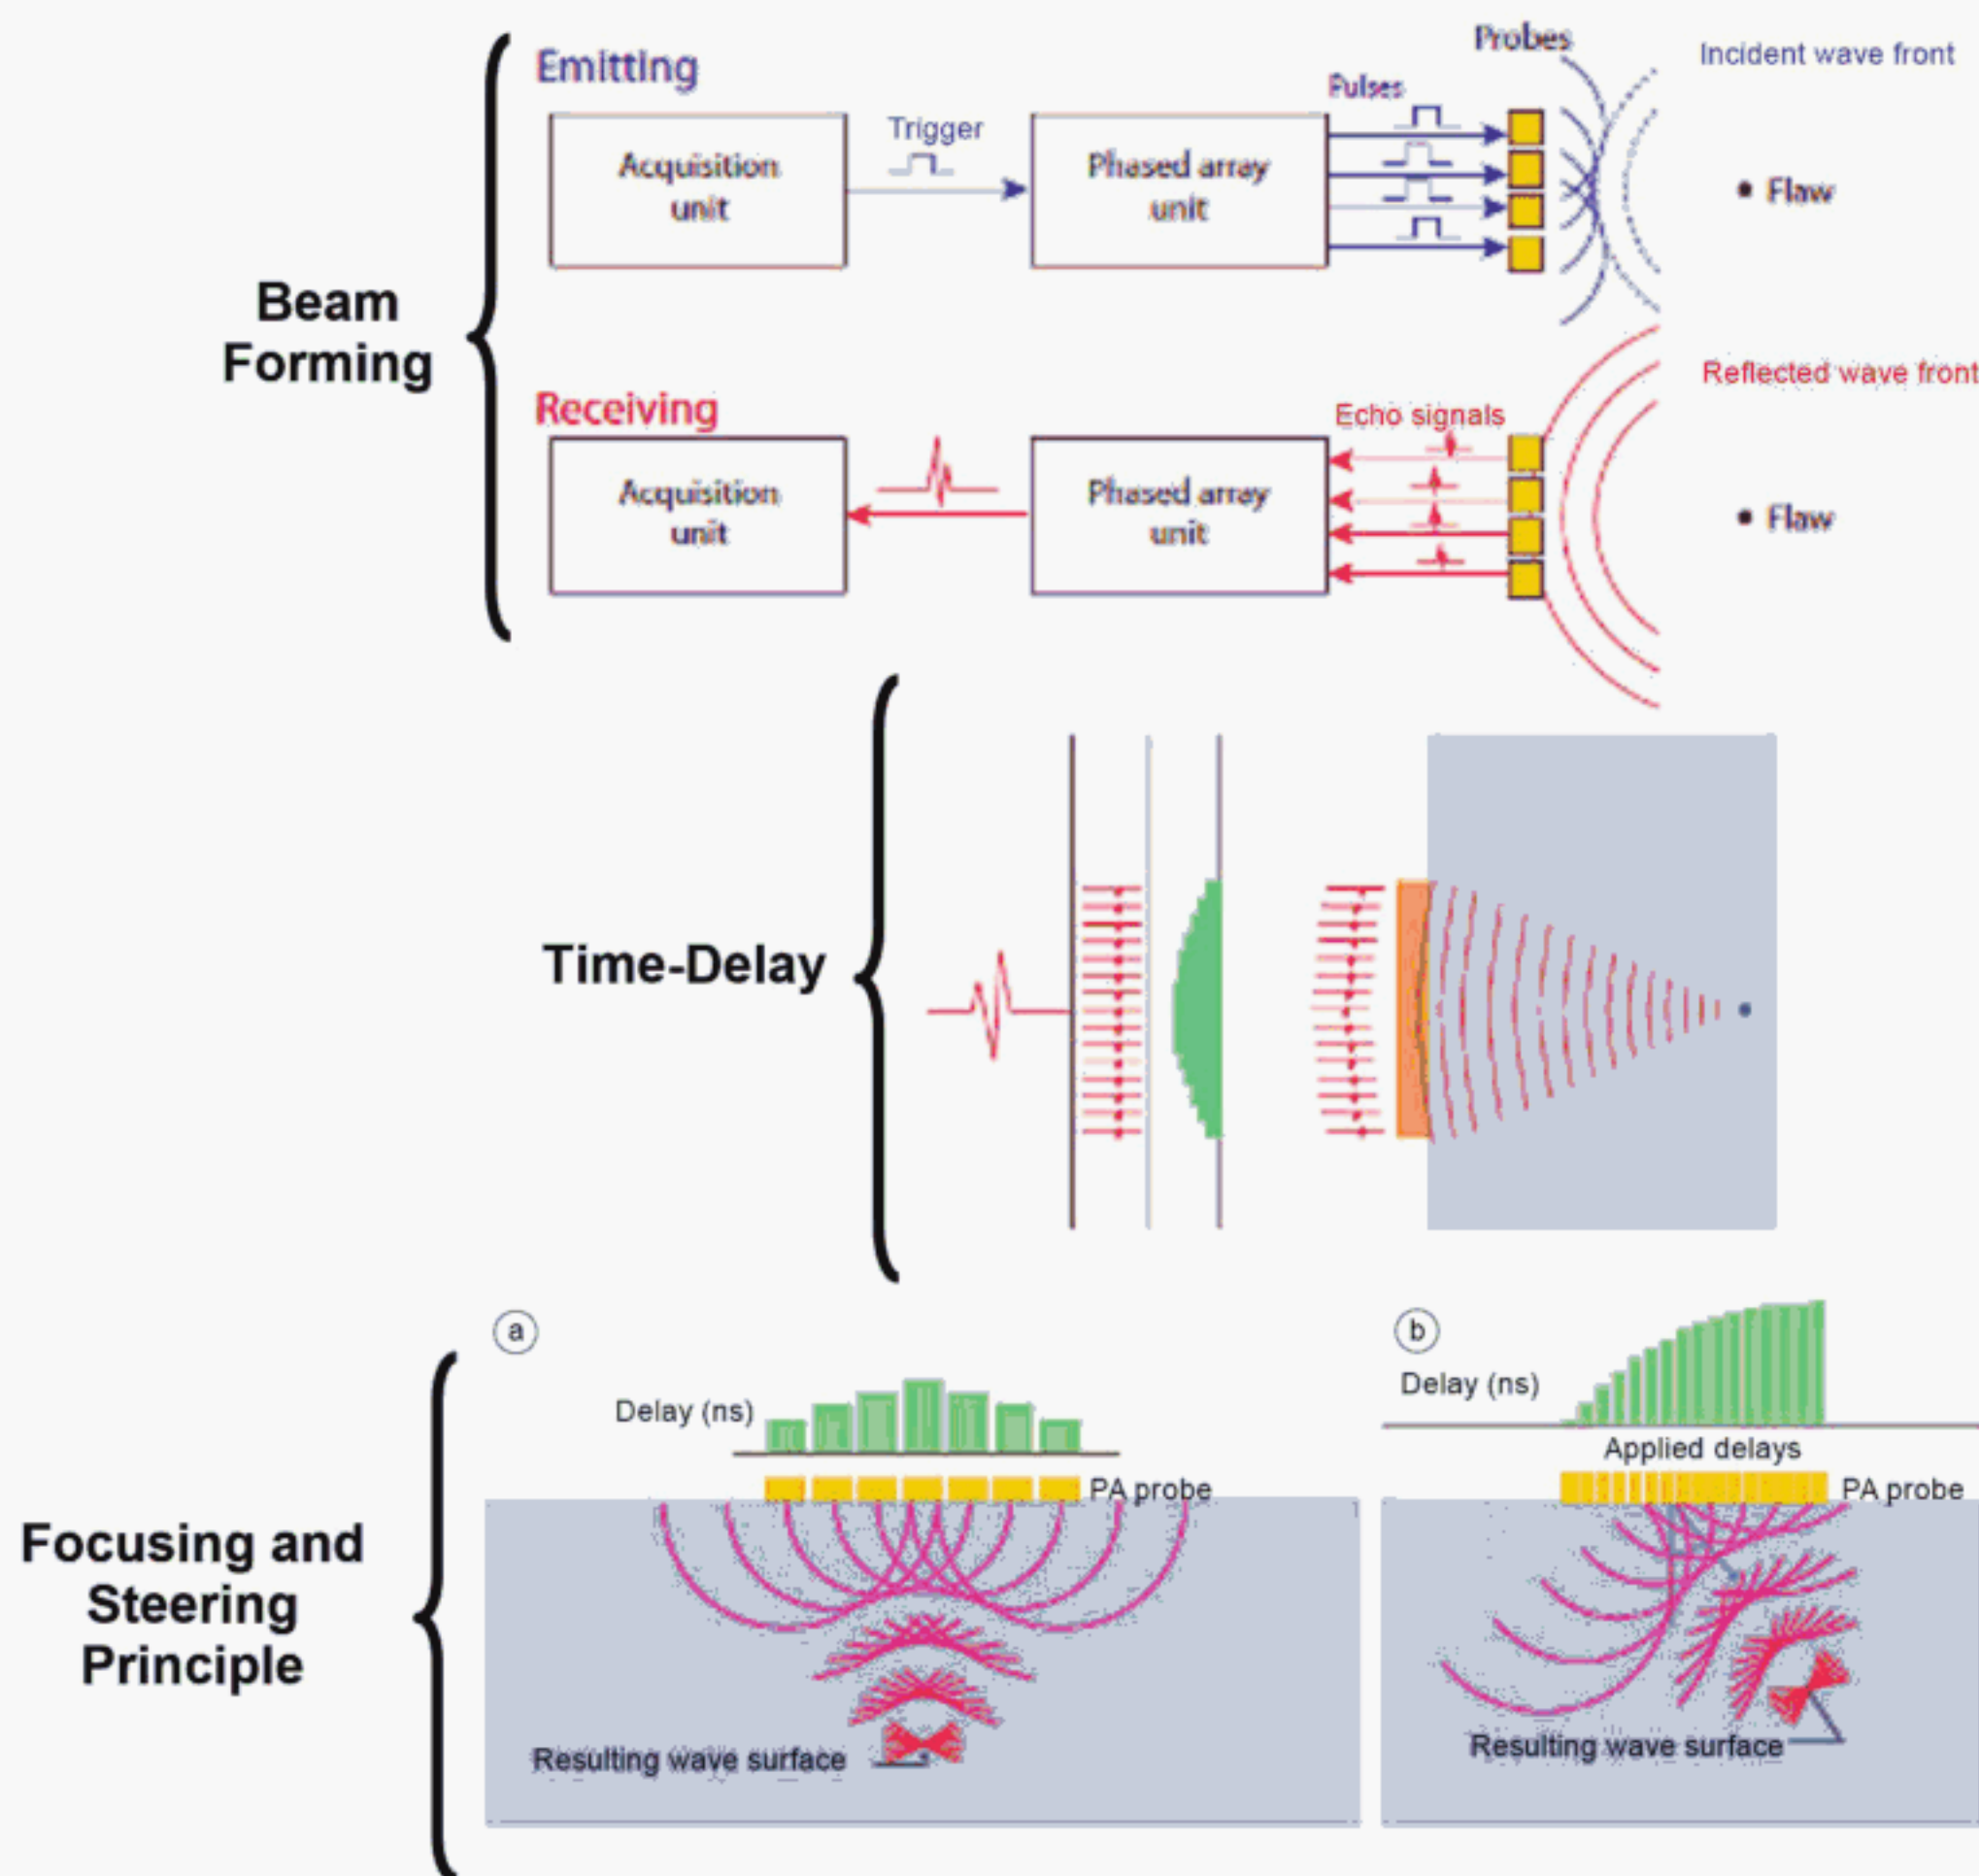 Beam
Forming
Emitting
Acquisition
unit
Trigger
Phased array
unit
Pulses
Probes
Incident wave front
Flaw
Receiving
Acquisition
unit
Phased array
unit
Echo signals
Reflected wave front
Flaw
Time-Delay
Focusing and
Steering
Principle
a
Delay (ns)
PA probe
Resulting wave surface
b
Delay (ns)
Applied delays
PA probe
Resulting wave surface